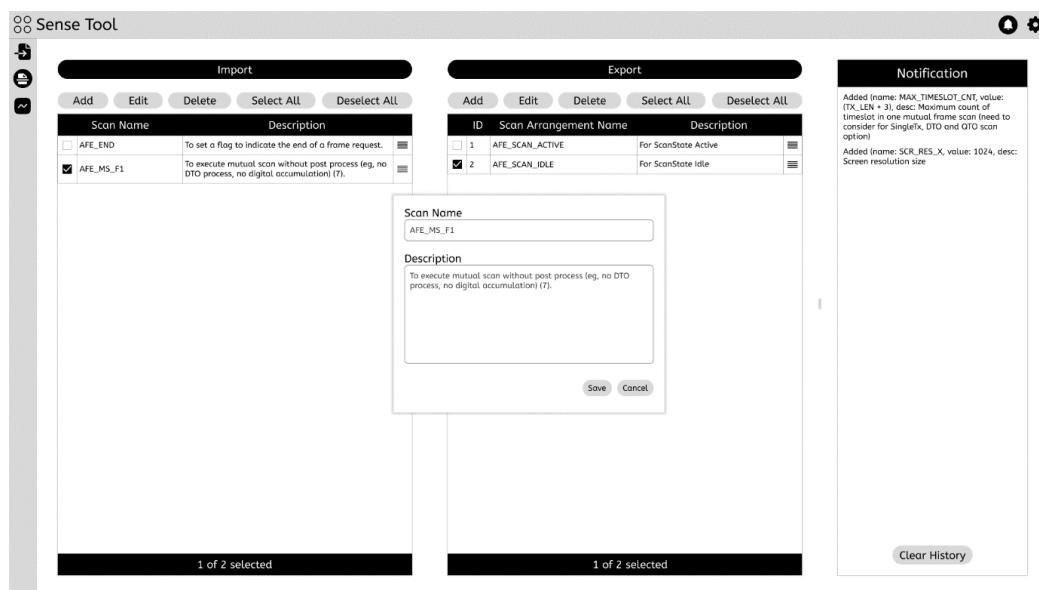 Sense Tool
Import
Add Edit Delete Select All Deselect All
Scan Name Description
AFE_END To set a flag to indicate the end of a frame request.
AFE_MS_F1 To execute mutual scan without post process (eg, no
DTO process, no digital accumulation) (7).
1 of 2 selected
Export
Add Edit Delete Select All Deselect All
ID Scan Arrangement Name Description
1 AFE_SCAN_ACTIVE For ScanState Active
2 AFE_SCAN_IDLE For ScanState Idle
1 of 2 selected
Scan Name
AFE_MS_F1
Description
To execute mutual scan without post process (eg, no DTO
process, no digital accumulation) (7).
Save Cancel
Notification
Added (name: MAX_TIMESLOT_CNT, value:
(TX_LEN + 3), desc: Maximum count of
timeslot in one mutual frame scan (need to
consider for SingleTx, DTO and QTO scan
option)
Added (name: SCR_RES_X, value: 1024, desc:
Screen resolution size
Clear History